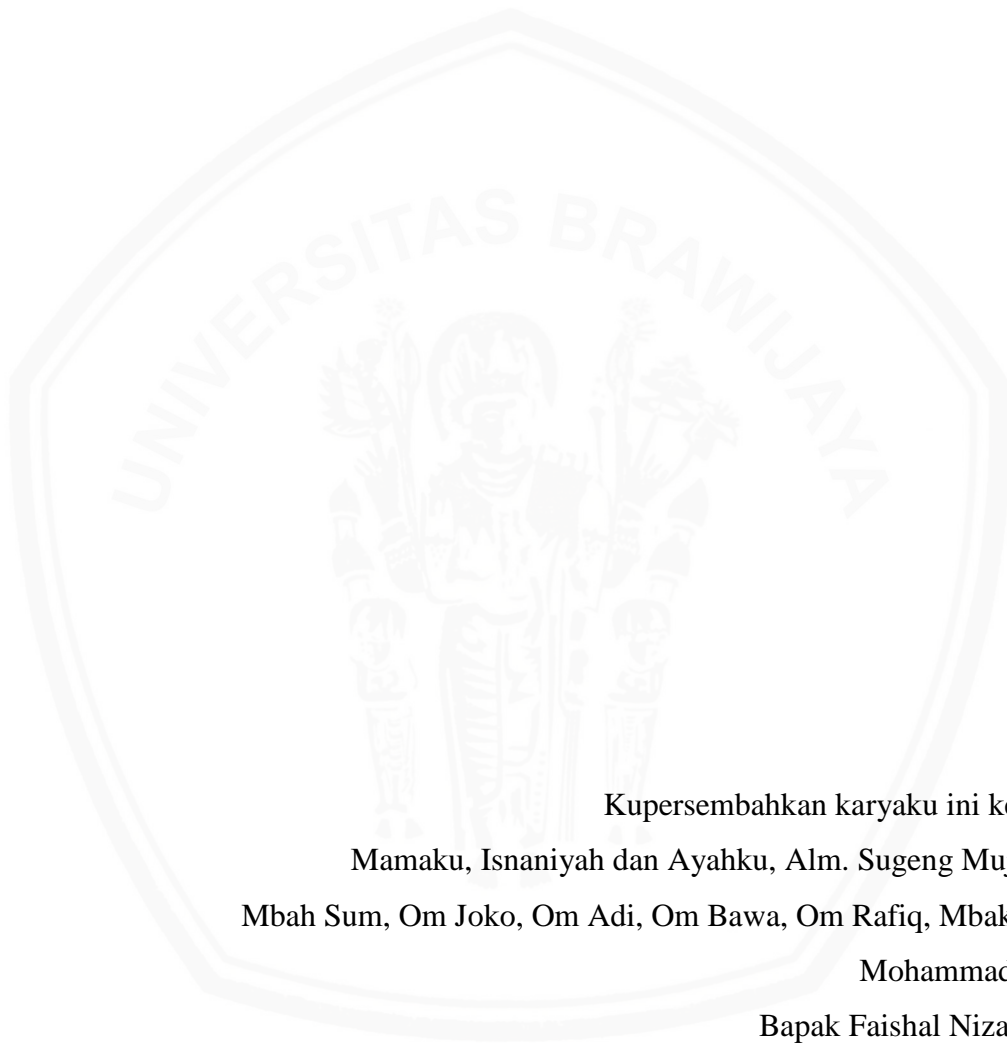 UNIVERSITAS BRAWIJAYA
Kupersembahkan karyaku ini
Mamaku, Isnaniyah dan Ayahku, Alm. Sugeng
Mbah Sum, Om Joko, Om Adi, Om Bawa, Om Rafiq, Mbak
Mohammad
Bapak Faishal